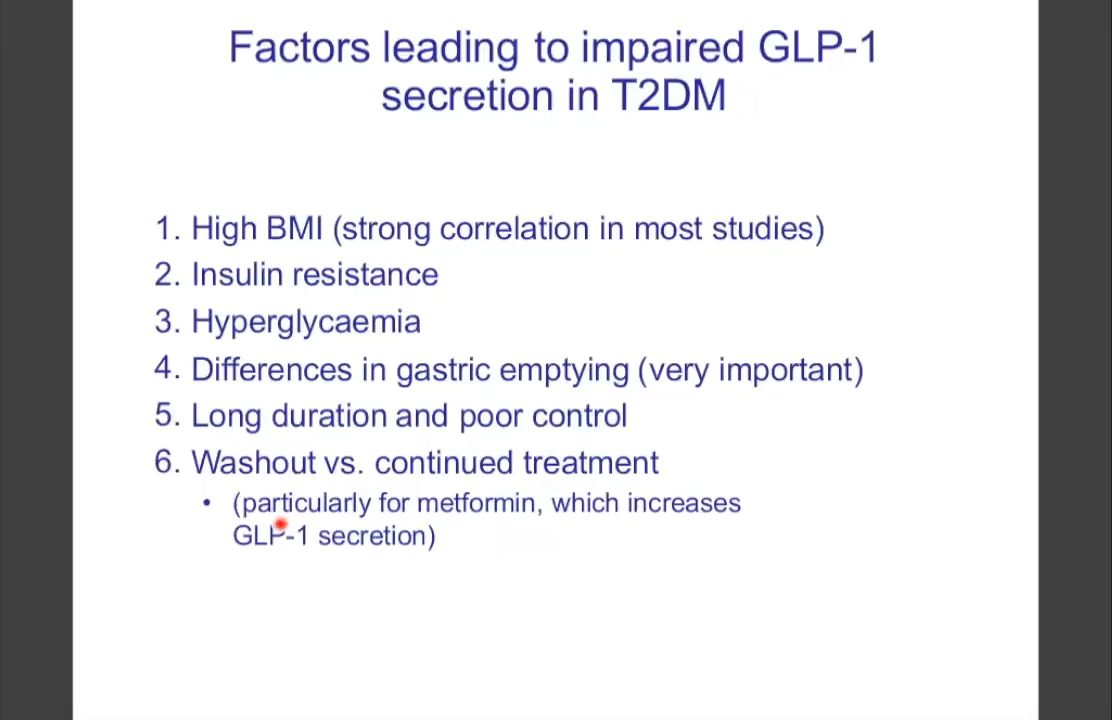 Factors leading to impaired GLP-1
secretion in T2DM
1. High BMI (strong correlation in most studies)
2. Insulin resistance
3. Hyperglycaemia
4. Differences in gastric emptying (very important)
5. Long duration and poor control
6. Washout vs. continued treatment
• (particularly for metformin, which increases
GLP-1 secretion)